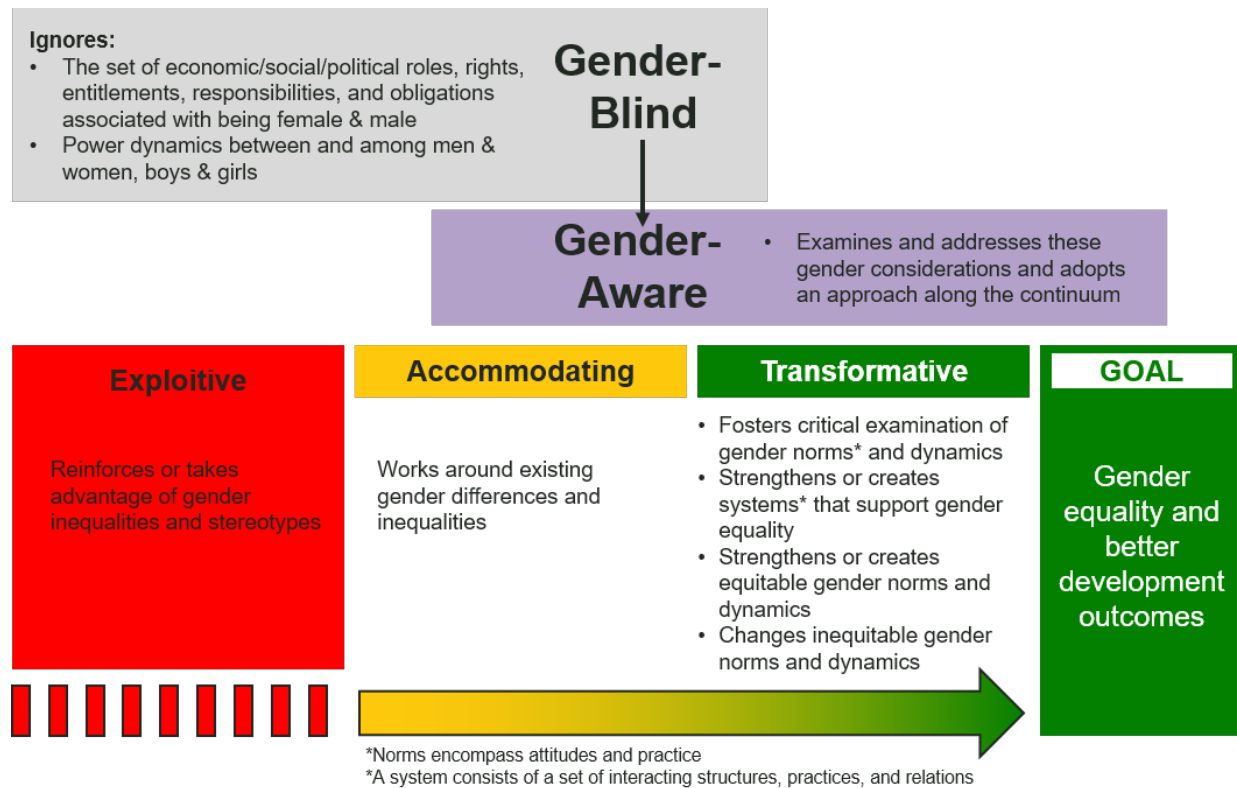 Ignores:
• The set of economic/social/political roles, rights,
entitlements, responsibilities, and obligations
associated with being female & male
• Power dynamics between and among men &
women, boys & girls
Gender-
Blind
Gender-
Aware
• Examines and addresses these
gender considerations and adopts
an approach along the continuum
Exploitive
Reinforces or takes
advantage of gender
inequalities and stereotypes
Accommodating
Works around existing
gender differences and
inequalities
Transformative
• Fosters critical examination of
gender norms* and dynamics
• Strengthens or creates
systems* that support gender
equality
• Strengthens or creates
equitable gender norms and
dynamics
• Changes inequitable gender
norms and dynamics
GOAL
Gender
equality and
better
development
outcomes
*Norms encompass attitudes and practice
*A system consists of a set of interacting structures, practices, and relations